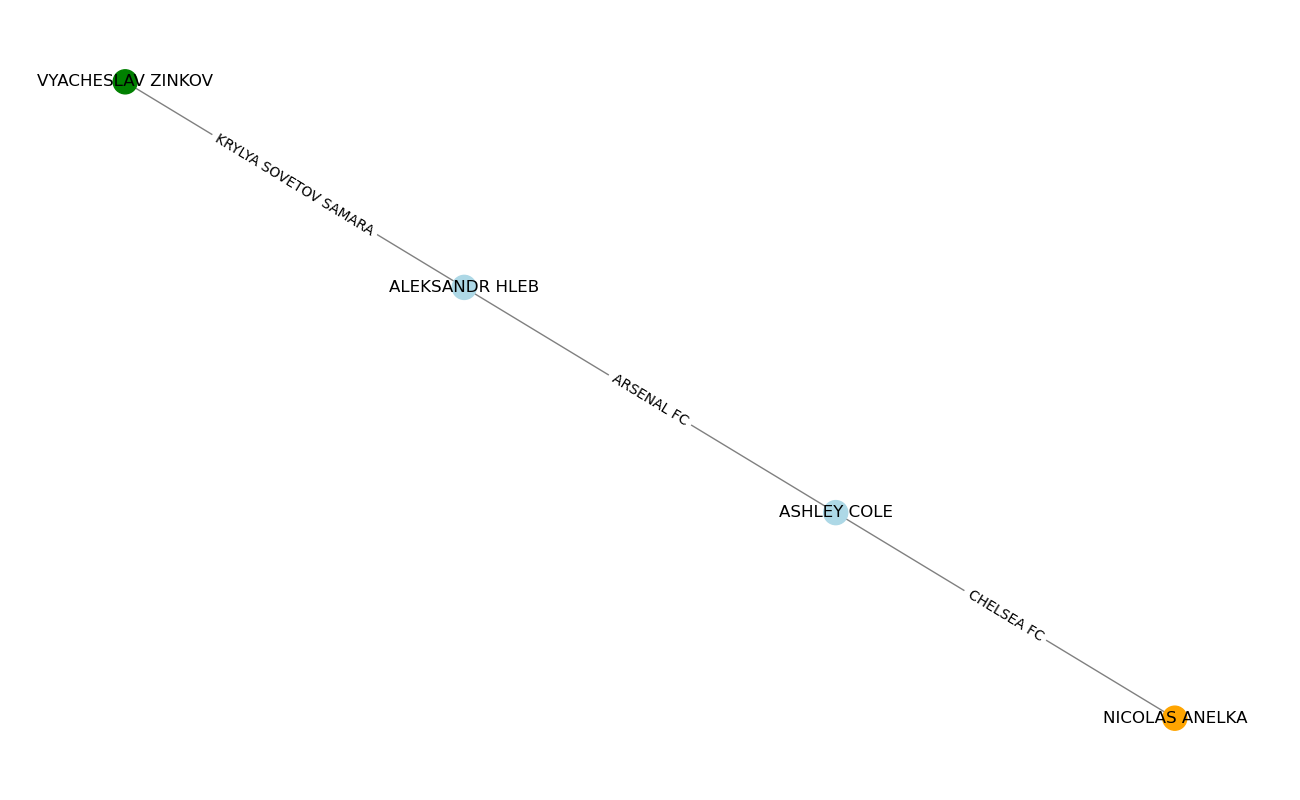 VYACHESLAV ZINKOV
KRYLYA SOVETOV SAMARA
ALEKSANDR HLEB
ARSENAL FC
ASHLEY COLE
CHELSEA FC
NICOLAS ANELKA